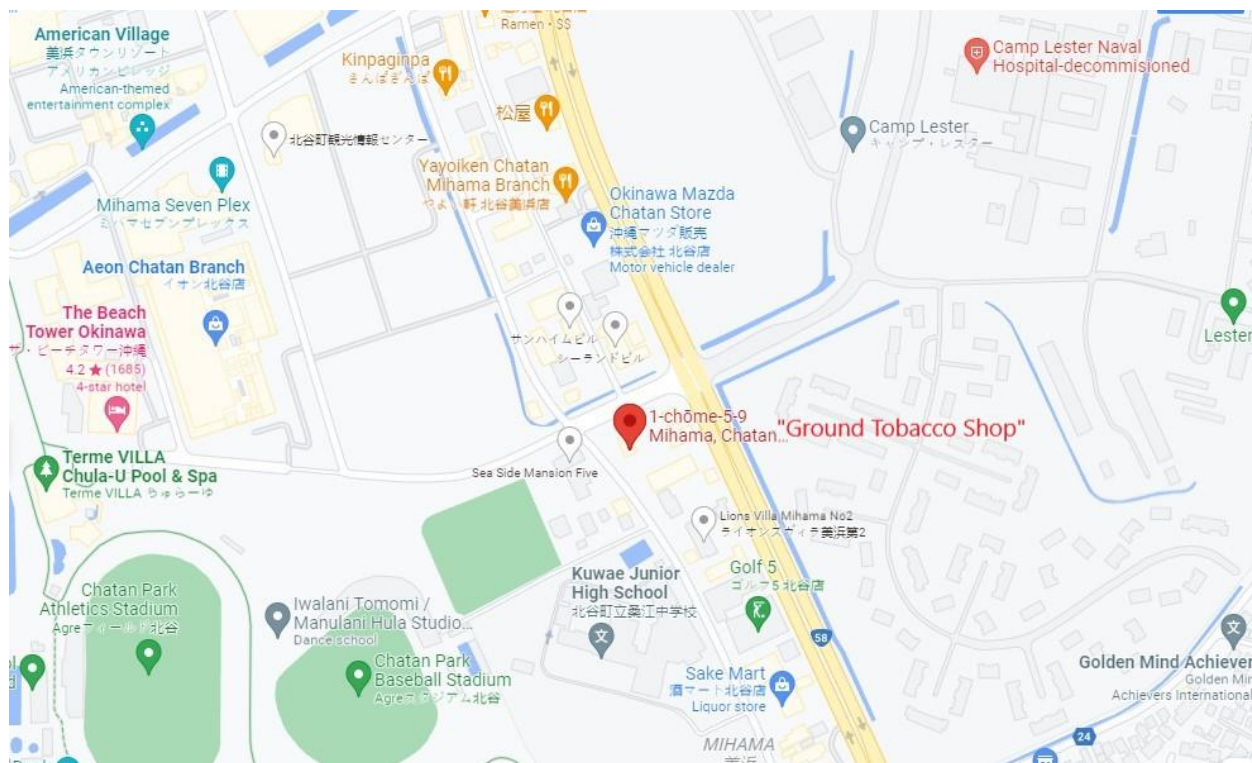 American Village
美浜タウンリゾート
アメリカンビレッジ
American-themed
entertainment complex
Ramen・$$
Kinpaginpa
きんぱぎんぱ
松屋
北谷町観光情報センター
Camp Lester Naval
Hospital-decommisioned
Camp Lester
キャンプ・レスター
Yayoiken Chatan
Mihama Branch
やよい軒 北谷美浜店
Mihama Seven Plex
ミハマセブンプレックス
Okinawa Mazda
Chatan Store
沖縄マツダ販売
株式会社 北谷店
Motor vehicle dealer
Aeon Chatan Branch
イオン北谷店
The Beach
Tower Okinawa
ザ・ビーチタワー沖縄
4.2 ★ (1685)
4-star hotel
サンハイムビル
シーランドビル
Lester
1-chōme-5-9
Mihama, Chatan...
"Ground Tobacco Shop"
Sea Side Mansion Five
Terme VILLA
Chula-U Pool & Spa
Terme VILLA ちゅらーゆ
Lions Villa Mihama No2
ライオンズヴィラ美浜第2
Kuwae Junior
High School
北谷町立桑江中学校
Golf 5
ゴルフ5 北谷店
Chatan Park
Athletics Stadium
Agreフィールド北谷
Iwalani Tomomi /
Manulani Hula Studio...
Dance school
Chatan Park
Baseball Stadium
Agreスタジアム北谷
58
Sake Mart
酒マート北谷店
Liquor store
Golden Mind Achiever
Golden Mi
Achievers International
24
MIHAMA
美浜